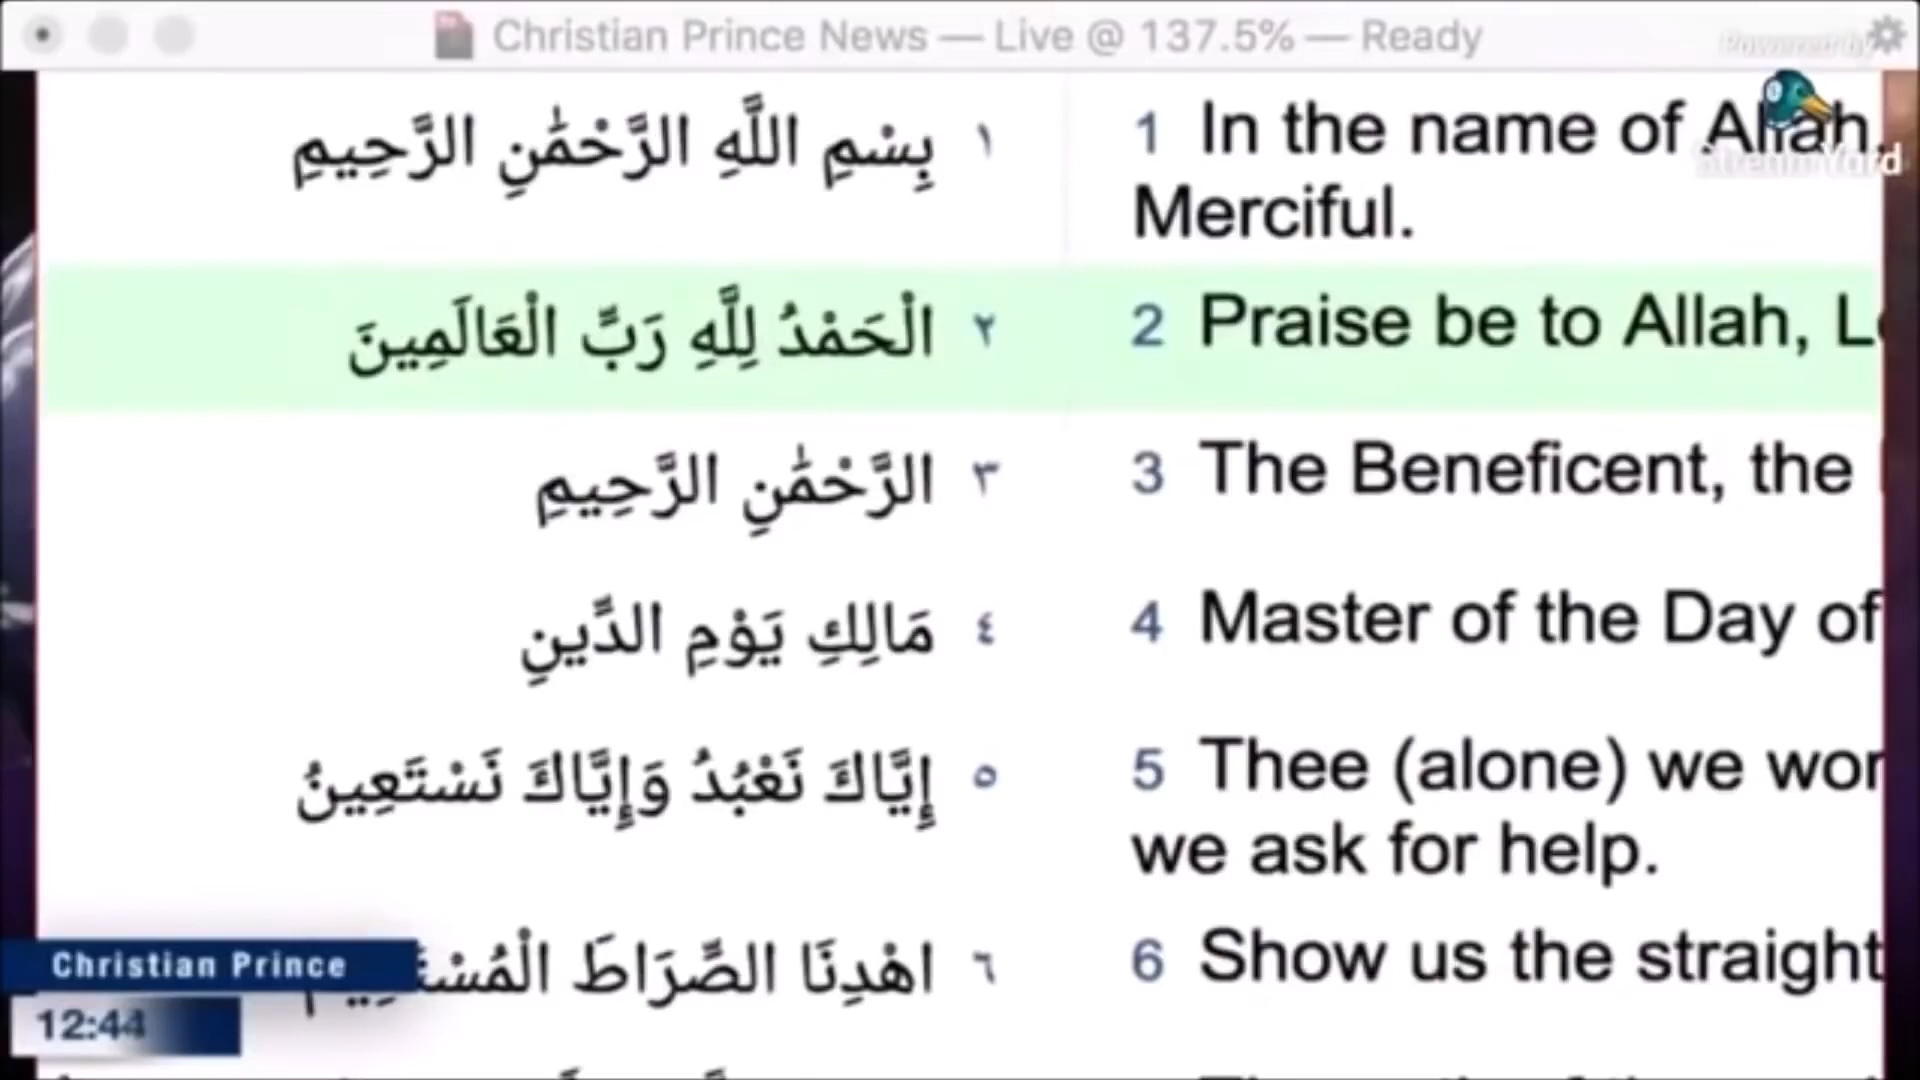 Christian Prince News — Live @ 137.5% — Ready
Powered by
StreamYard
بِسْمِ اللَّهِ الرَّحْمَٰنِ الرَّحِيمِ ١
1 In the name of Allah,
Merciful.
الْحَمْدُ لِلَّهِ رَبِّ الْعَالَمِينَ ٢
2 Praise be to Allah,
الرَّحْمَٰنِ الرَّحِيمِ ٣
3 The Beneficent, the
مَالِكِ يَوْمِ الدِّينِ ٤
4 Master of the Day of
إِيَّاكَ نَعْبُدُ وَإِيَّاكَ نَسْتَعِينُ ٥
5 Thee (alone) we
we ask for help.
اهْدِنَا الصِّرَاطَ ٦
6 Show us the straight
Christian Prince
12:44